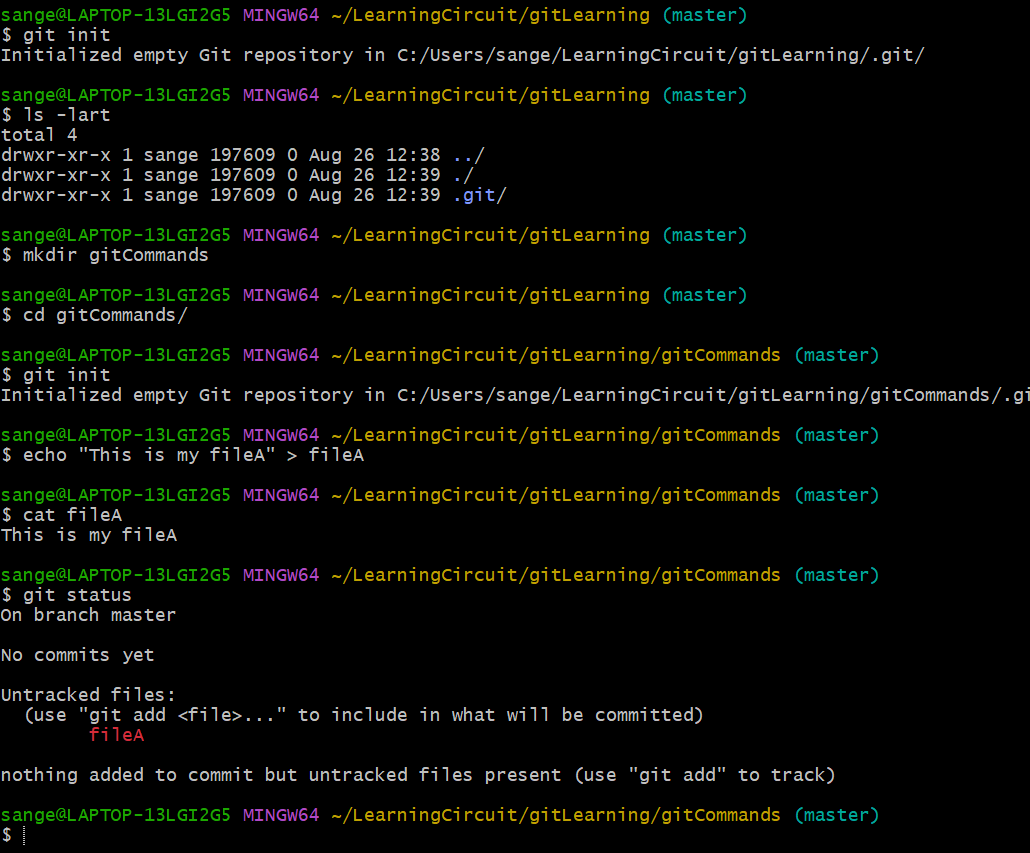 sange@LAPTOP-13LGI2G5 MINGW64 ~/LearningCircuit/gitLearning (master)
$ git init
Initialized empty Git repository in C:/Users/sange/LearningCircuit/gitLearning/.git/
sange@LAPTOP-13LGI2G5 MINGW64 ~/LearningCircuit/gitLearning (master)
$ ls -lart
total 4
drwxr-xr-x 1 sange 197609 0 Aug 26 12:38 ../
drwxr-xr-x 1 sange 197609 0 Aug 26 12:39 ./
drwxr-xr-x 1 sange 197609 0 Aug 26 12:39 .git/
sange@LAPTOP-13LGI2G5 MINGW64 ~/LearningCircuit/gitLearning (master)
$ mkdir gitCommands
sange@LAPTOP-13LGI2G5 MINGW64 ~/LearningCircuit/gitLearning (master)
$ cd gitCommands/
sange@LAPTOP-13LGI2G5 MINGW64 ~/LearningCircuit/gitLearning/gitCommands (master)
$ git init
Initialized empty Git repository in C:/Users/sange/LearningCircuit/gitLearning/gitCommands/.gi
sange@LAPTOP-13LGI2G5 MINGW64 ~/LearningCircuit/gitLearning/gitCommands (master)
$ echo "This is my fileA" > fileA
sange@LAPTOP-13LGI2G5 MINGW64 ~/LearningCircuit/gitLearning/gitCommands (master)
$ cat fileA
This is my fileA
sange@LAPTOP-13LGI2G5 MINGW64 ~/LearningCircuit/gitLearning/gitCommands (master)
$ git status
On branch master
No commits yet
Untracked files:
  (use "git add <file>..." to include in what will be committed)
        fileA
nothing added to commit but untracked files present (use "git add" to track)
sange@LAPTOP-13LGI2G5 MINGW64 ~/LearningCircuit/gitLearning/gitCommands (master)
$